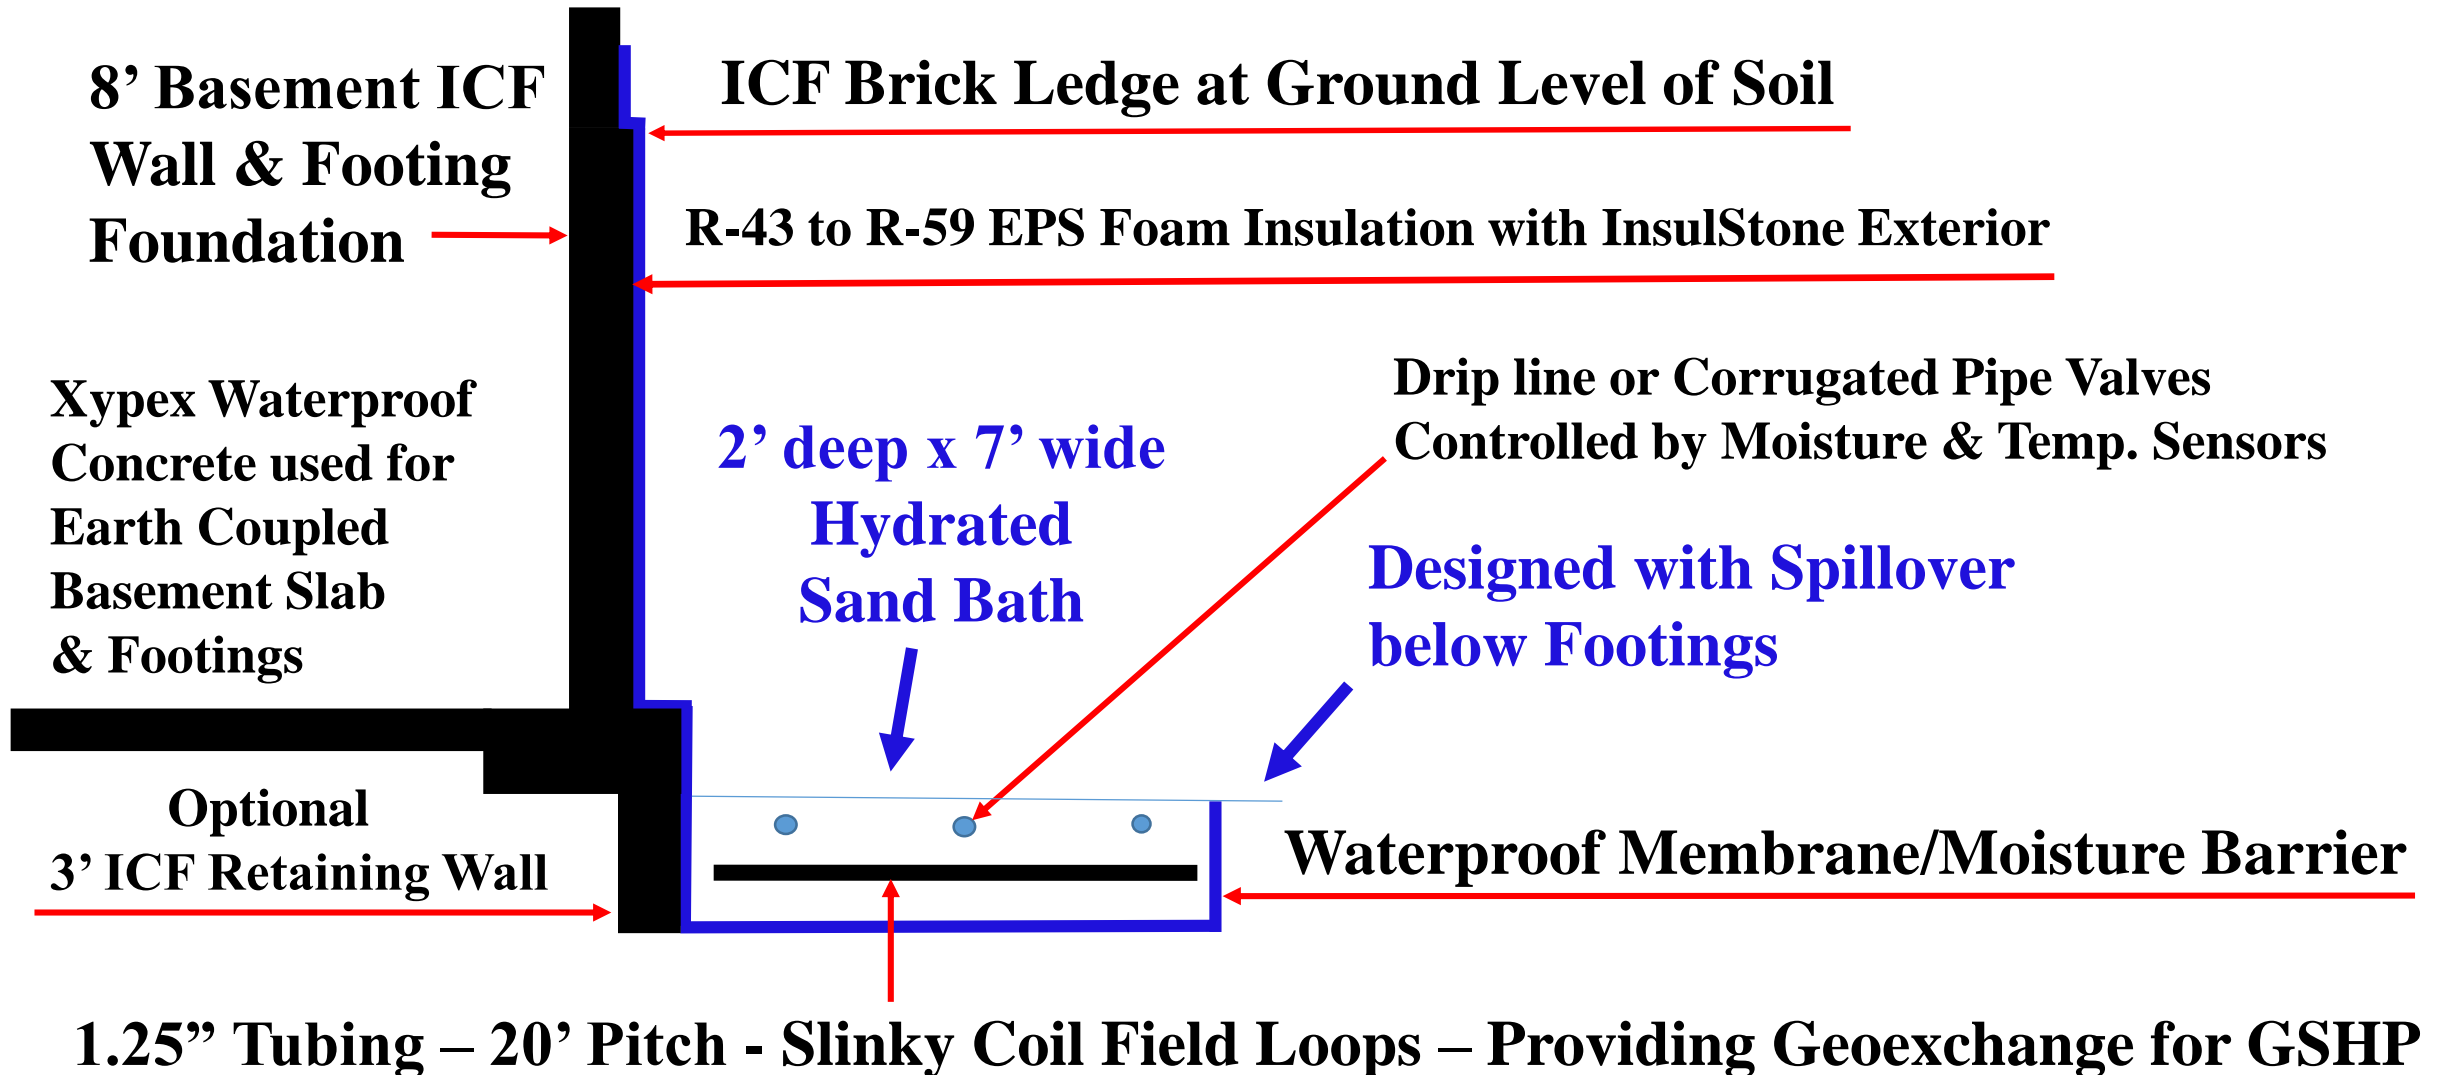 8’ Basement ICF
Wall & Footing
Foundation
ICF Brick Ledge at Ground Level of Soil
R-43 to R-59 EPS Foam Insulation with InsulStone Exterior
Xypex Waterproof
Concrete used for
Earth Coupled
Basement Slab
& Footings
2’ deep x 7’ wide
Hydrated
Sand Bath
Drip line or Corrugated Pipe Valves
Controlled by Moisture & Temp. Sensors
Designed with Spillover
below Footings
Optional
3’ ICF Retaining Wall
Waterproof Membrane/Moisture Barrier
1.25” Tubing – 20’ Pitch - Slinky Coil Field Loops – Providing Geoexchange for GSHP